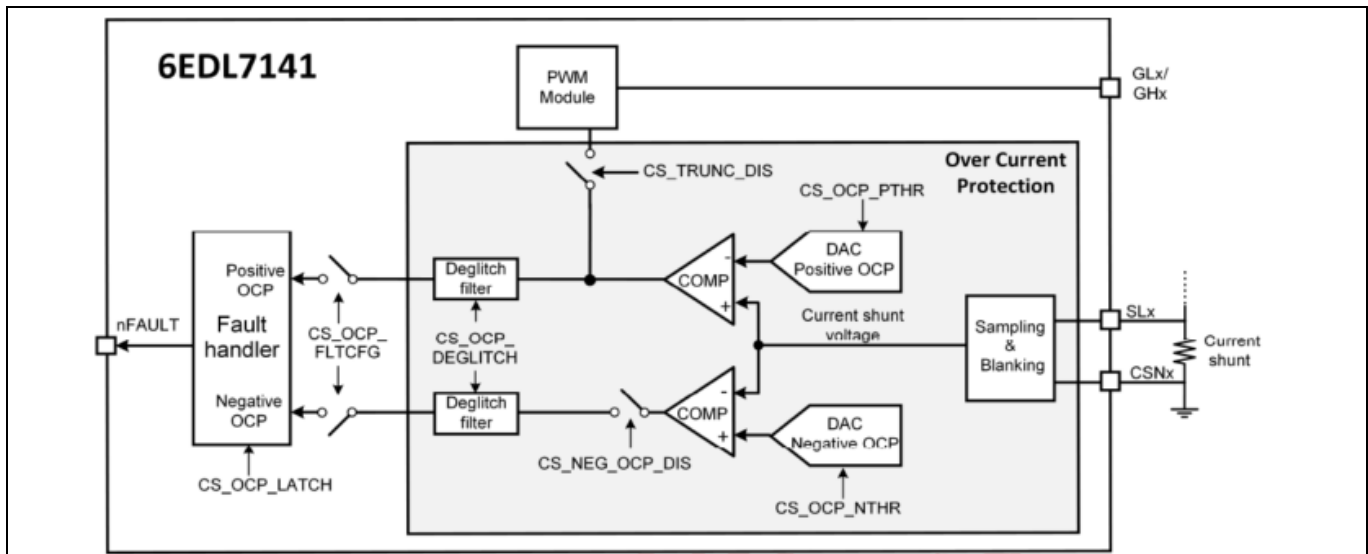 6EDL7141
PWM
Module
GLx/
GHx
Over Current
Protection
CS_TRUNC_DIS
CS_OCP_PTHR
DAC
Positive OCP
-
COMP
+
Deglitch
filter
Positive
OCP
Fault
handler
nFAULT
CS_OCP_
FLTCFG
CS_OCP_
DEGLITCH
Current shunt
voltage
Sampling
&
Blanking
SLx
Current
shunt
CSNx
Negative
OCP
Deglitch
filter
-
COMP
+
DAC
Negative OCP
CS_NEG_OCP_DIS
CS_OCP_LATCH
CS_OCP_NTHR